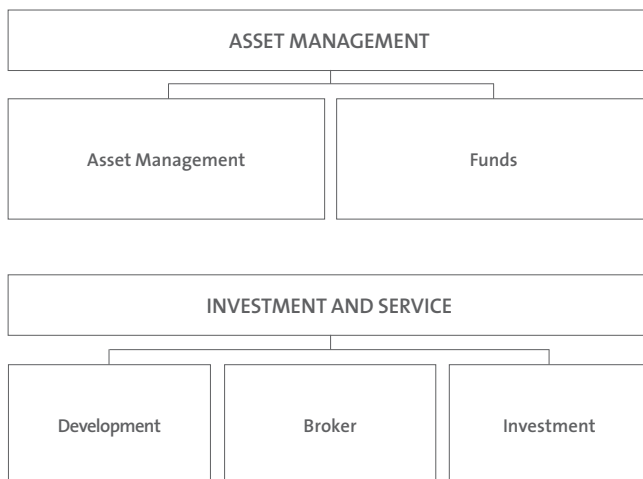 ASSET MANAGEMENT
Asset Management
Funds
INVESTMENT AND SERVICE
Development
Broker
Investment